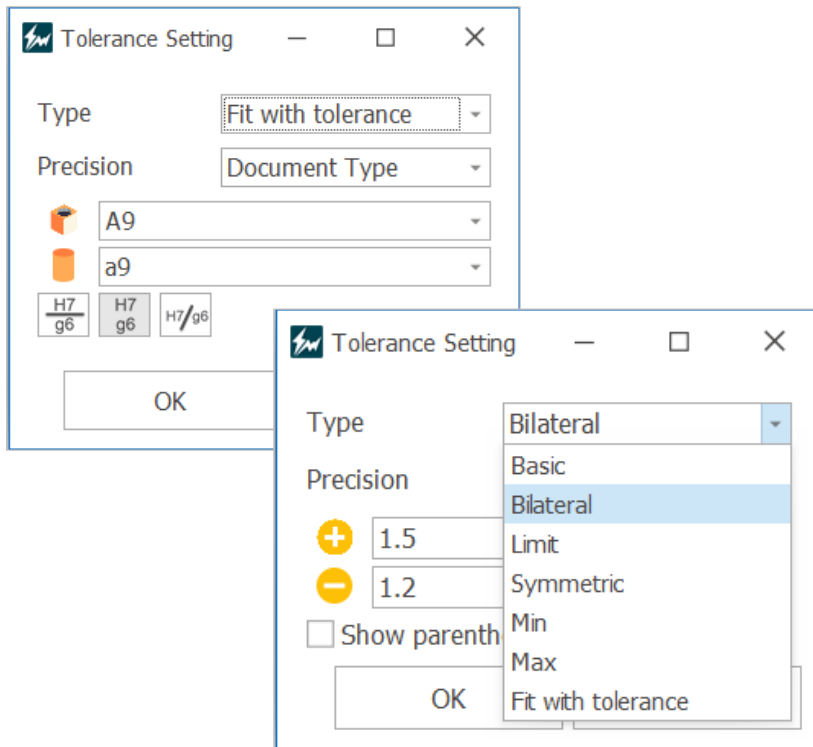 Tolerance Setting
Type
Fit with tolerance
Precision
Document Type
A9
a9
H7
g6
H7
g6
H7/g6
OK
Tolerance Setting
Type
Bilateral
Basic
Precision
Bilateral
1.5
Limit
1.2
Symmetric
Min
Show parenth
Max
OK
Fit with tolerance